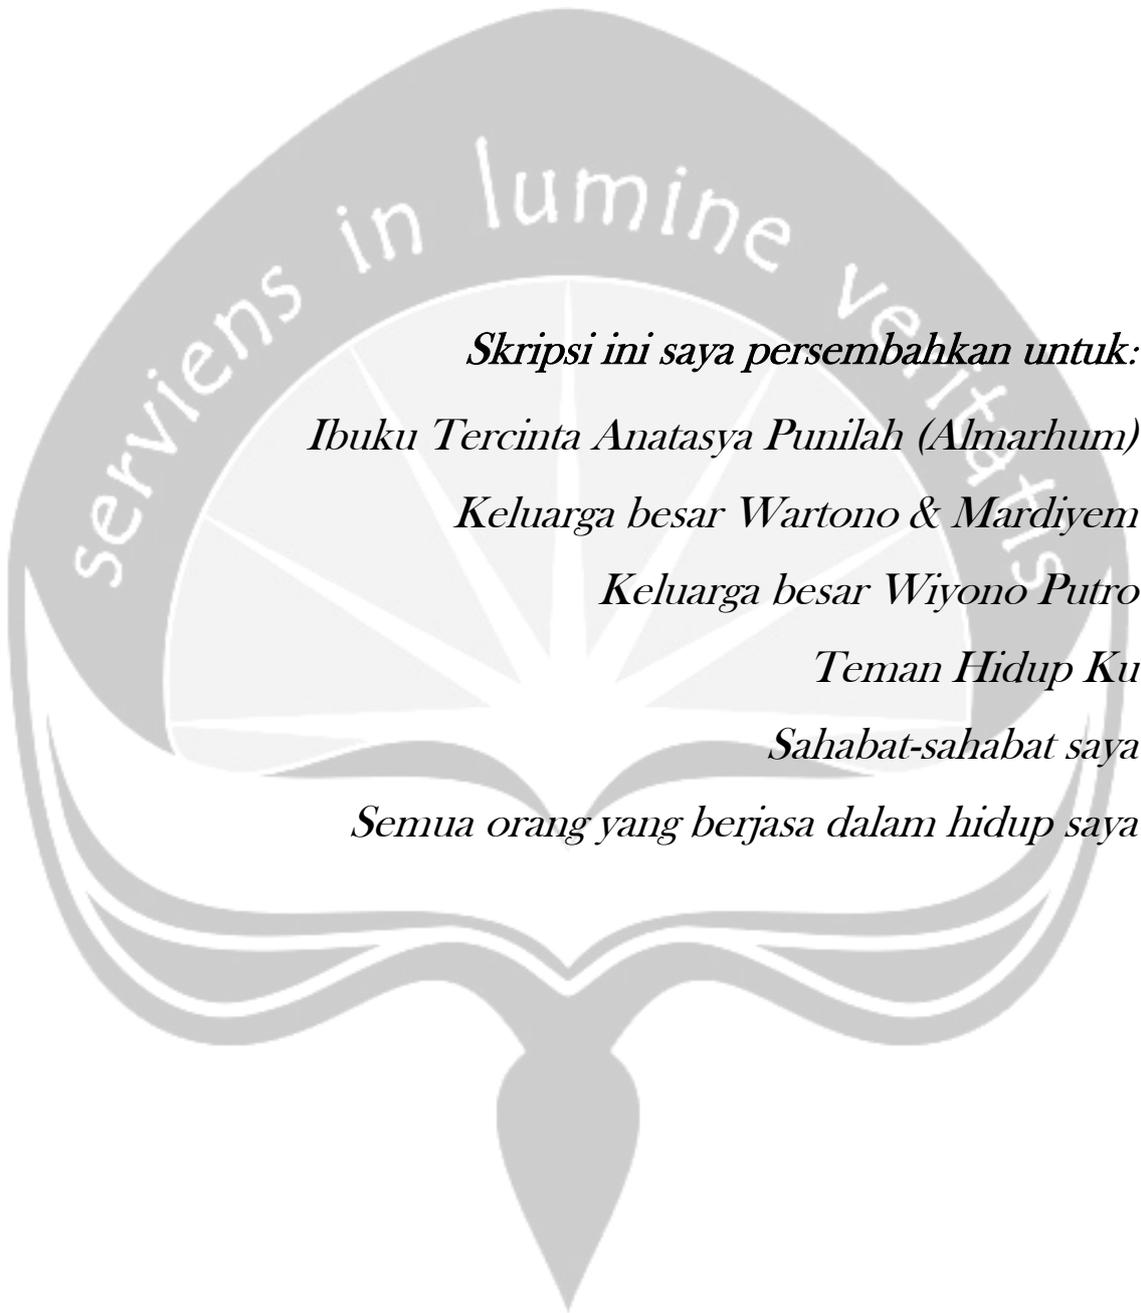 serviens in lumine veritatis
Skripsi ini saya persembahkan untuk:
Ibuku Tercinta Anatasya Punilah (Almarhum)
Keluarga besar Wartono & Mardiyem
Keluarga besar Wiyono Putro
Teman Hidup Ku
Sahabat-sahabat saya
Semua orang yang berjasa dalam hidup saya